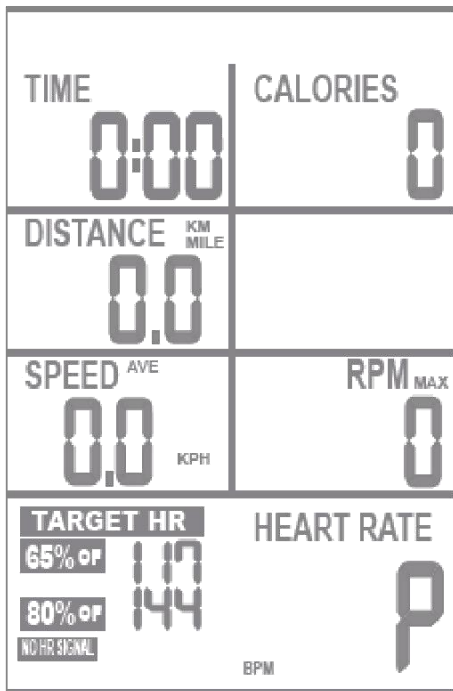 TIME
0:00
CALORIES
0
DISTANCE KM
MILE
0.0
SPEED AVE
0.0 KPH
RPM MAX
0
TARGET HR
65% OF 117
80% OF 144
NO HR SIGNAL
HEART RATE
P
BPM